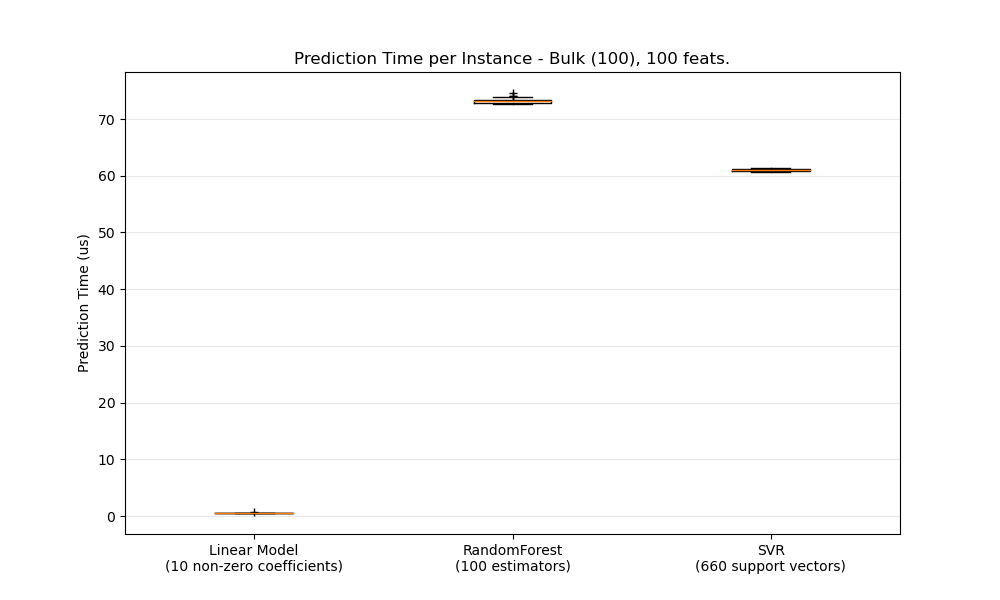 Prediction Time per Instance - Bulk (100), 100 feats.
Prediction Time (us)
70
60
50
40
30
20
10
0
Linear Model
(10 non-zero coefficients)
RandomForest
(100 estimators)
SVR
(660 support vectors)